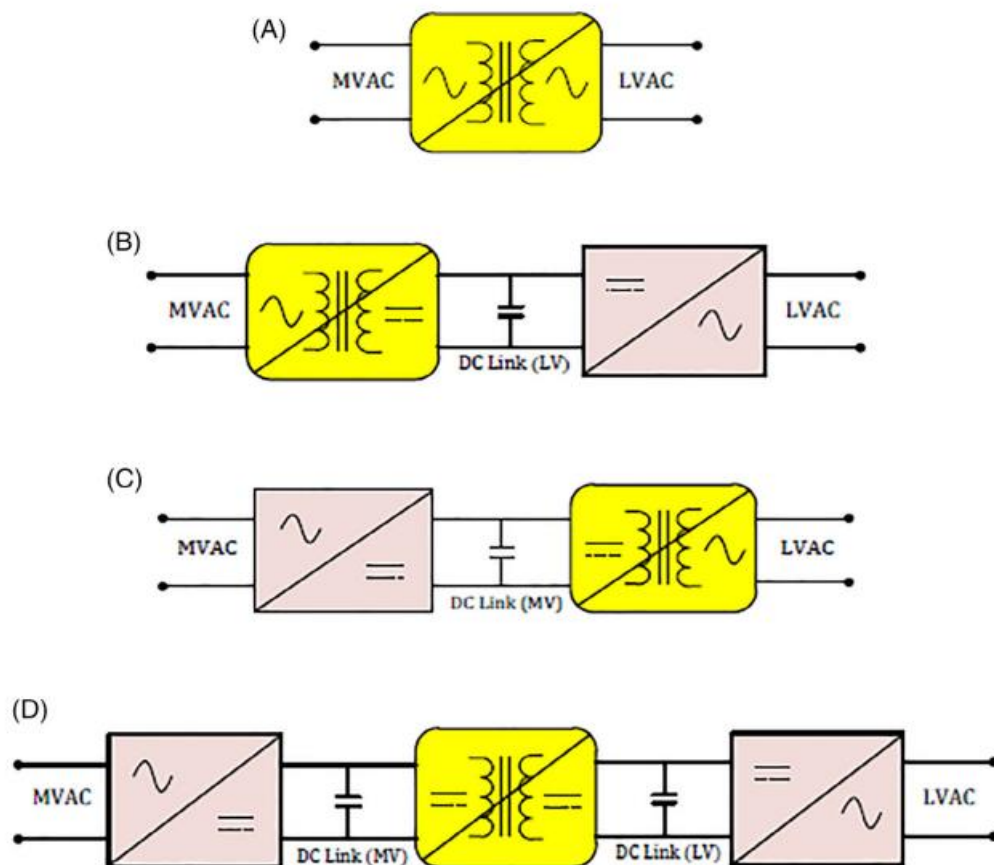 (A)
MVAC
LVAC
(B)
MVAC
DC Link (LV)
LVAC
(C)
MVAC
DC Link (MV)
LVAC
(D)
MVAC
DC Link (MV)
DC Link (LV)
LVAC